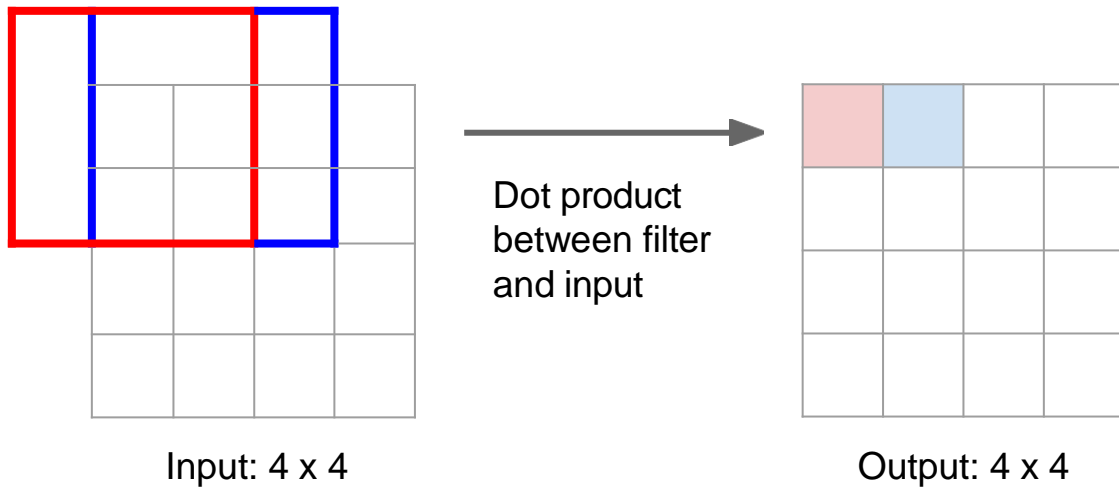 Dot product
between filter
and input
Input: 4 x 4
Output: 4 x 4